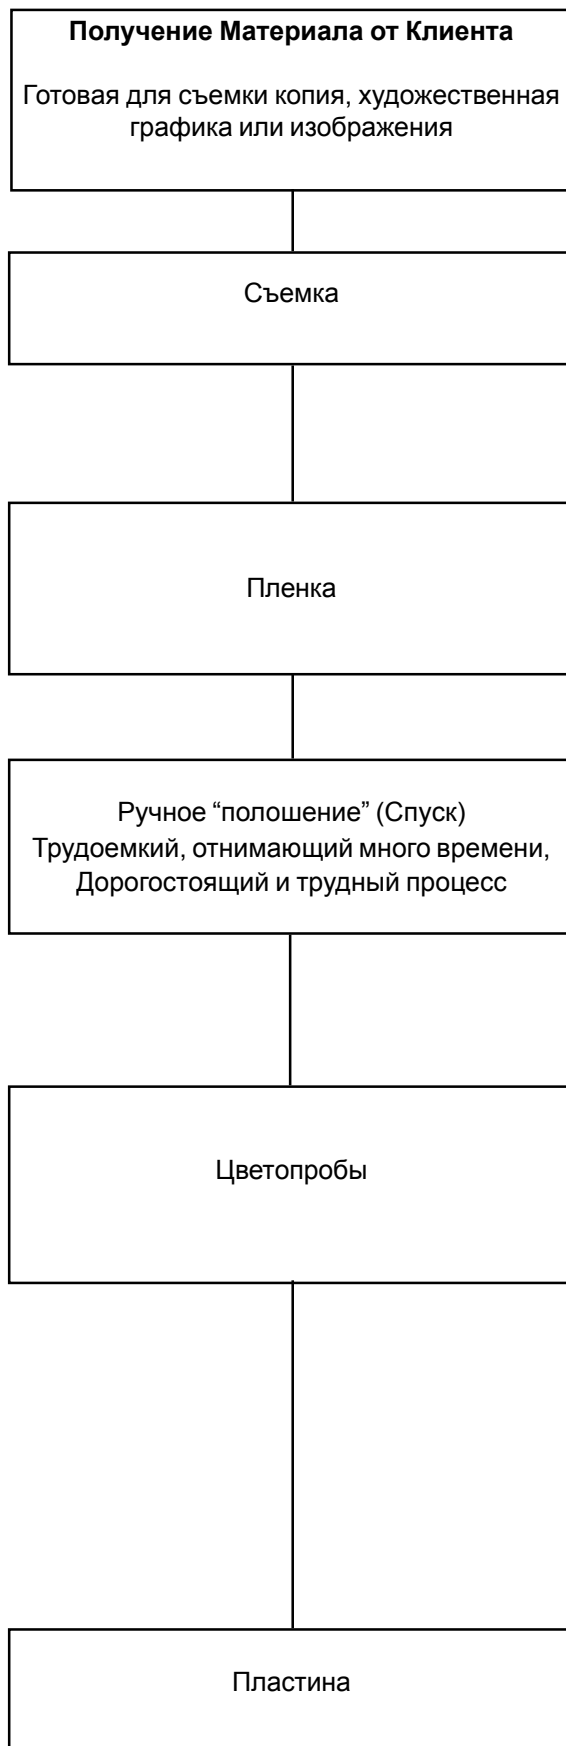 Получение Материала от Клиента
Готовая для съемки копия, художественная
графика или изображения
Съемка
Пленка
Ручное “полошение” (Спуск)
Трудоемкий, отнимающий много времени,
Дорогостоящий и трудный процесс
Цветопробы
Пластина